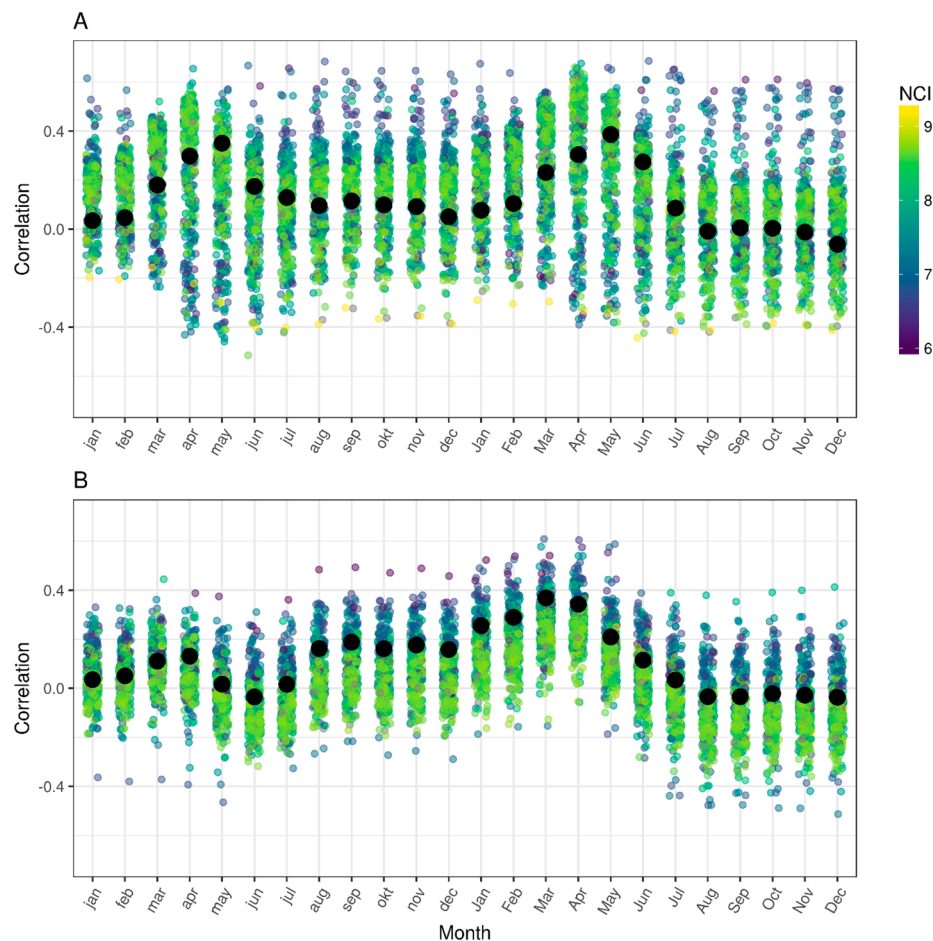 A
NCI
9
8
7
6
Correlation
0.4
0.0
-0.4
jan feb mar apr may jun jul aug sep okt nov dec Jan Feb Mar Apr May Jun Jul Aug Sep Oct Nov Dec
B
Correlation
0.4
0.0
-0.4
jan feb mar apr may jun jul aug sep okt nov dec Jan Feb Mar Apr May Jun Jul Aug Sep Oct Nov Dec
Month